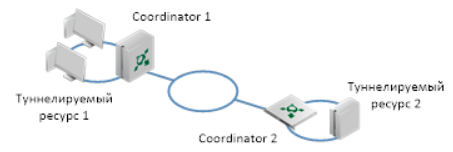 Coordinator 1
Туннелируемый
ресурс 1
Туннелируемый
ресурс 2
Coordinator 2